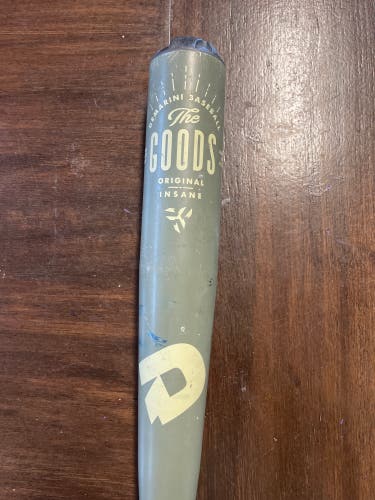 DEMARINI BASEBALL
The
GOODS
ORIGINAL
INSANE
D